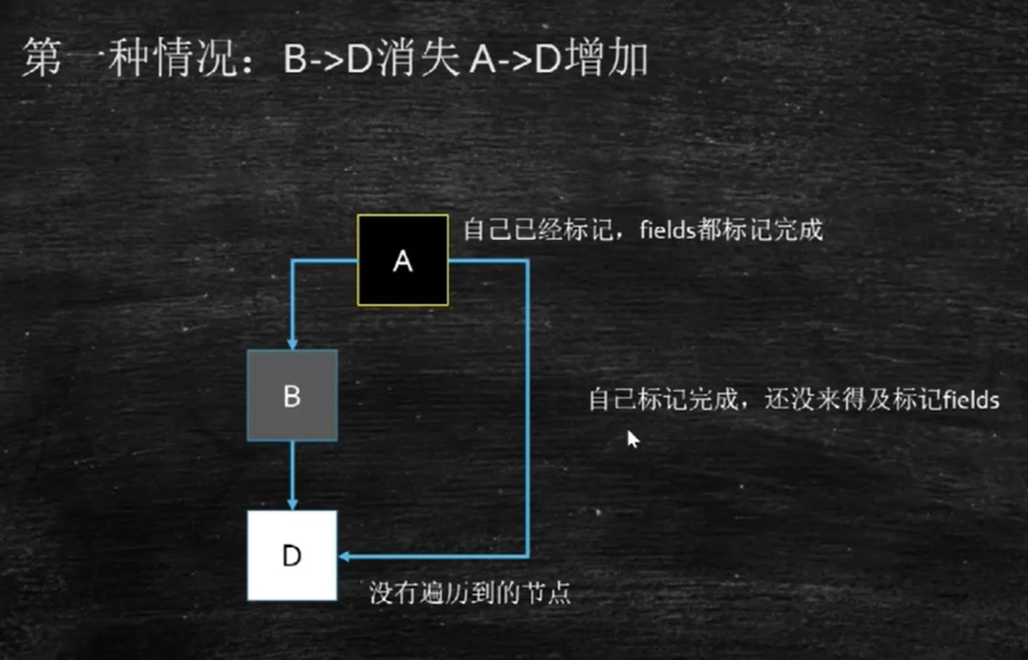 第一种情况：B->D消失 A->D增加
自己已经标记，fields都标记完成
A
B
自己标记完成，还没来得及标记fields
D
没有遍历到的节点